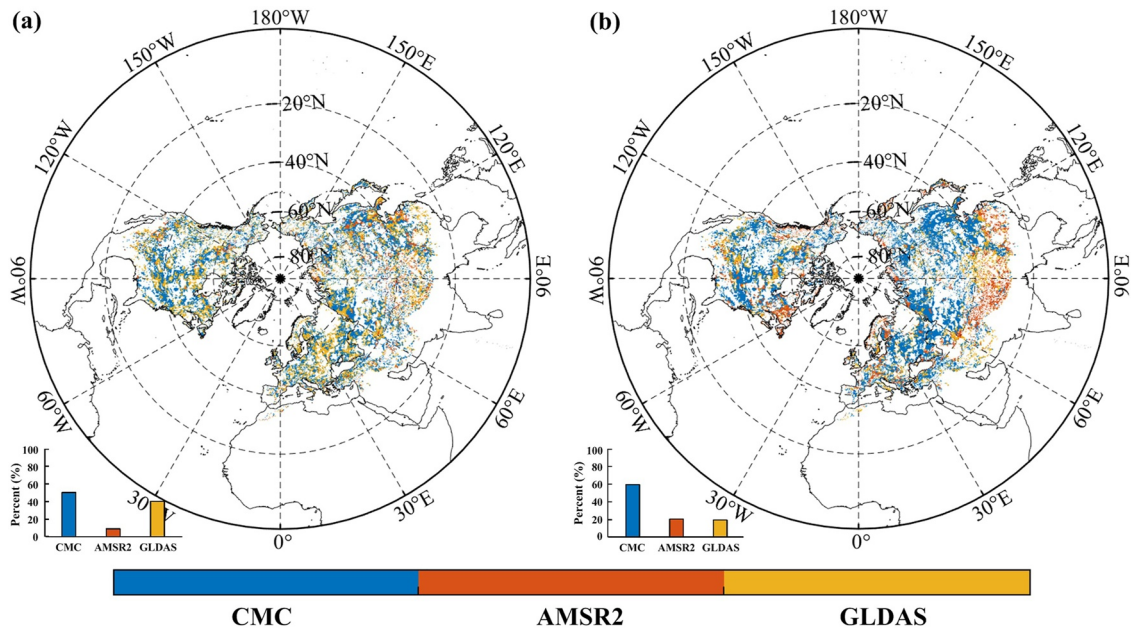 (a)
180°W
150°W
150°E
120°W
120°E
20°N
40°N
60°N
80°N
90°W
90°E
60°W
60°E
30°W
30°E
0°
100
80
60
40
20
0
Percent (%)
CMC
AMSR2
GLDAS
(b)
180°W
150°W
150°E
120°W
120°E
20°N
40°N
60°N
80°N
90°W
90°E
60°W
60°E
30°W
30°E
0°
100
80
60
40
20
0
Percent (%)
CMC
AMSR2
GLDAS
CMC
AMSR2
GLDAS